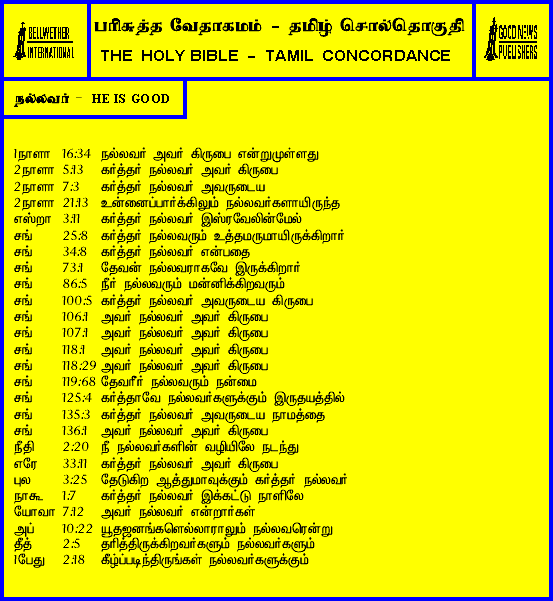 BELLWETHER
INTERNATIONAL
பரிசுத்த வேதாகமம் - தமிழ் சொல்தொகுதி
THE HOLY BIBLE - TAMIL CONCORDANCE
GOOD NEWS
PUBLISHERS
நல்லவர் - HE IS GOOD
1நாளா 16:34 நல்லவர் அவர் கிருபை என்றுமுள்ளது
2நாளா 5:13 கர்த்தர் நல்லவர் அவர் கிருபை
2நாளா 7:3 கர்த்தர் நல்லவர் அவருடைய
2நாளா 21:13 உன்னைப்பார்க்கிலும் நல்லவர்களாயிருந்த
எஸ்றா 3:11 கர்த்தர் நல்லவர் இஸ்ரவேலின்மேல்
சங் 25:8 கர்த்தர் நல்லவரும் உத்தமருமாயிருக்கிறார்
சங் 34:8 கர்த்தர் நல்லவர் என்பதை
சங் 73:1 தேவன் நல்லவராகவே இருக்கிறார்
சங் 86:5 நீர் நல்லவரும் மன்னிக்கிறவரும்
சங் 100:5 கர்த்தர் நல்லவர் அவருடைய கிருபை
சங் 106:1 அவர் நல்லவர் அவர் கிருபை
சங் 107:1 அவர் நல்லவர் அவர் கிருபை
சங் 118:1 அவர் நல்லவர் அவர் கிருபை
சங் 118:29 அவர் நல்லவர் அவர் கிருபை
சங் 119:68 தேவரீர் நல்லவரும் நன்மை
சங் 125:4 கர்த்தாவே நல்லவர்களுக்கும் இருதயத்தில்
சங் 135:3 கர்த்தர் நல்லவர் அவருடைய நாமத்தை
சங் 136:1 அவர் நல்லவர் அவர் கிருபை
நீதி 2:20 நீ நல்லவர்களின் வழியிலே நடந்து
எரே 33:11 கர்த்தர் நல்லவர் அவர் கிருபை
புல 3:25 தேடுகிற ஆத்துமாவுக்கும் கர்த்தர் நல்லவர்
நாகூ 1:7 கர்த்தர் நல்லவர் இக்கட்டு நாளிலே
யோவா 7:12 அவர் நல்லவர் என்றார்கள்
அப் 10:22 யூதஜனங்களெல்லாராலும் நல்லவரென்று
தீத் 2:5 தரித்திருக்கிறவர்களும் நல்லவர்களும்
1பேது 2:18 கீழ்ப்படிந்திருங்கள் நல்லவர்களுக்கும்